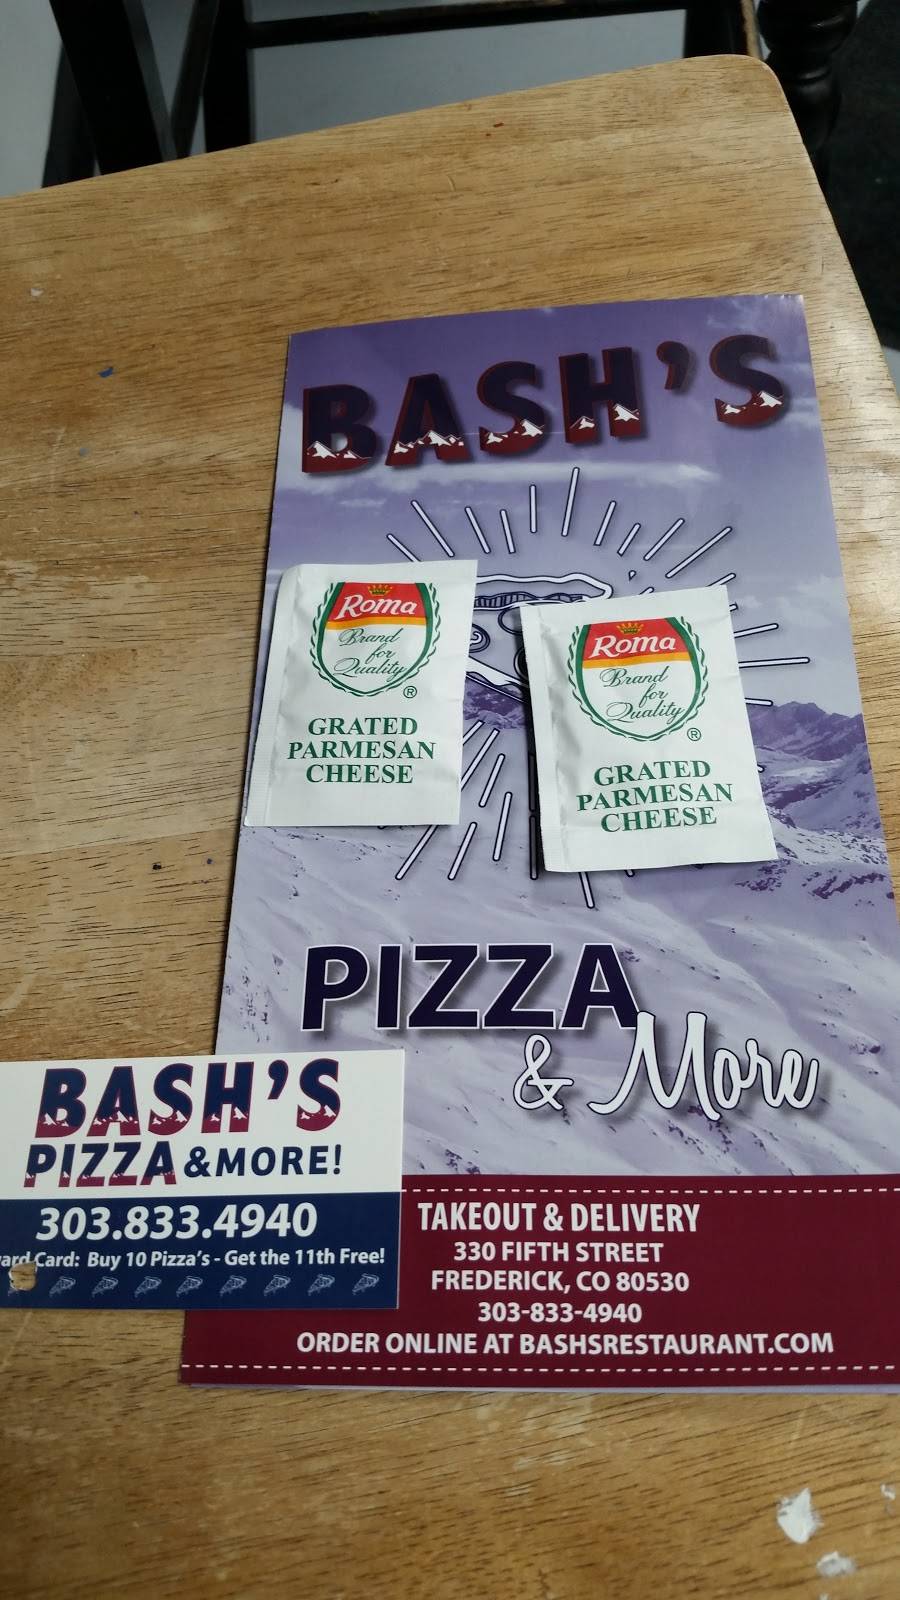 BASH'S
Roma
Brand
for
Quality
®
GRATED
PARMESAN
CHEESE
Roma
Brand
for
Quality
®
GRATED
PARMESAN
CHEESE
PIZZA
& More
BASH'S
PIZZA & MORE!
303.833.4940
Card: Buy 10 Pizza's - Get the 11th Free!
TAKEOUT & DELIVERY
330 FIFTH STREET
FREDERICK, CO 80530
303-833-4940
ORDER ONLINE AT BASHSRESTAURANT.COM